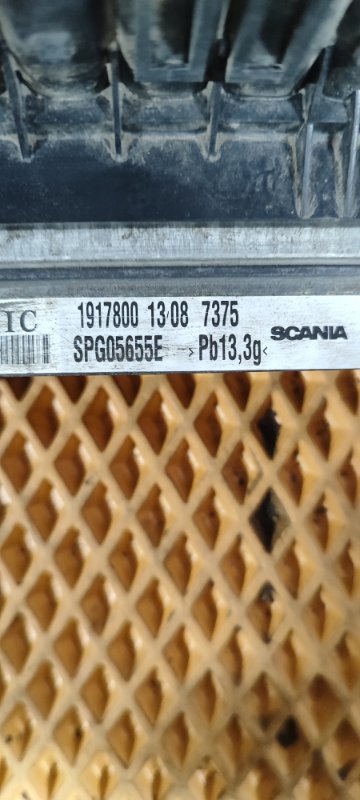 IC 1917800 13/08 7375 SCANIA
SPG05655E >Pb13,3g<